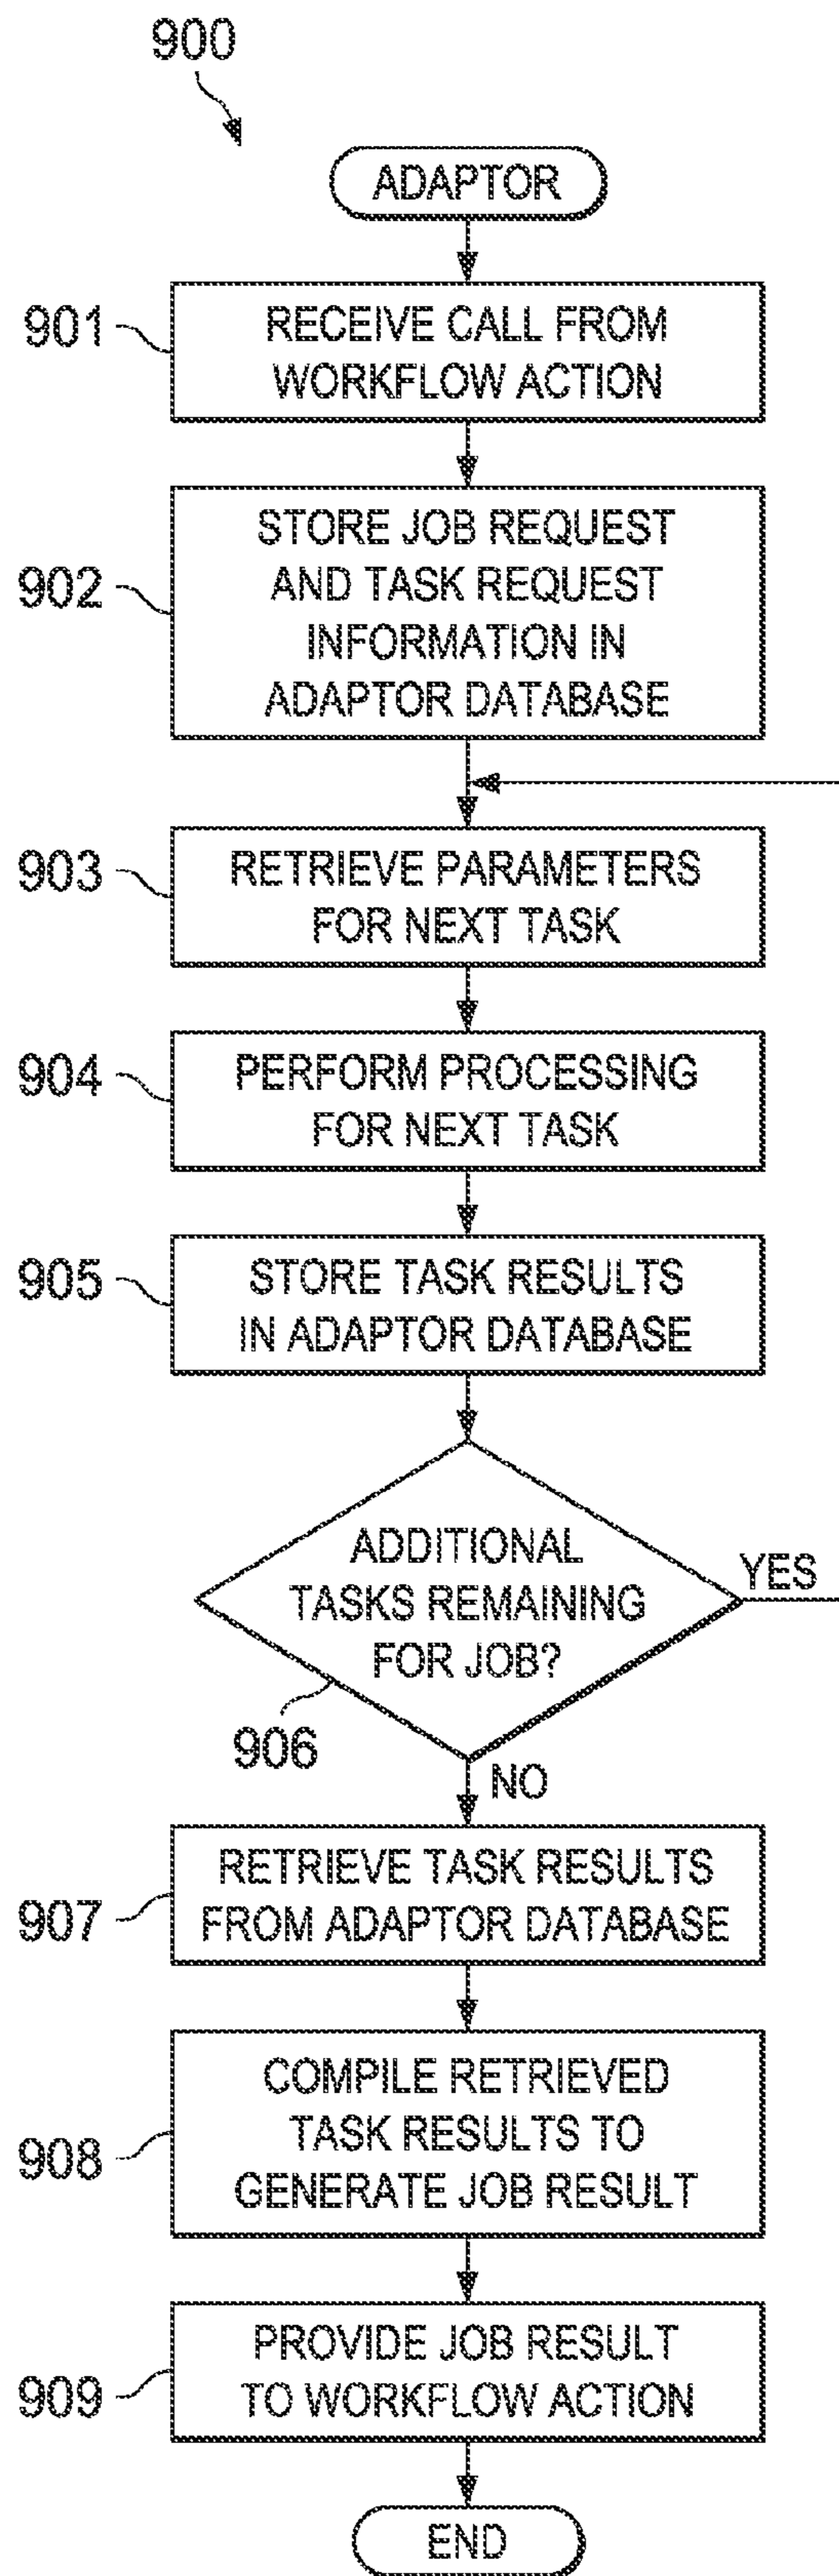 900
ADAPTOR
901
RECEIVE CALL FROM
WORKFLOW ACTION
902
STORE JOB REQUEST
AND TASK REQUEST
INFORMATION IN
ADAPTOR DATABASE
903
RETRIEVE PARAMETERS
FOR NEXT TASK
904
PERFORM PROCESSING
FOR NEXT TASK
905
STORE TASK RESULTS
IN ADAPTOR DATABASE
ADDITIONAL
TASKS REMAINING
FOR JOB?
YES
906
NO
907
RETRIEVE TASK RESULTS
FROM ADAPTOR DATABASE
908
COMPILE RETRIEVED
TASK RESULTS TO
GENERATE JOB RESULT
909
PROVIDE JOB RESULT
TO WORKFLOW ACTION
END